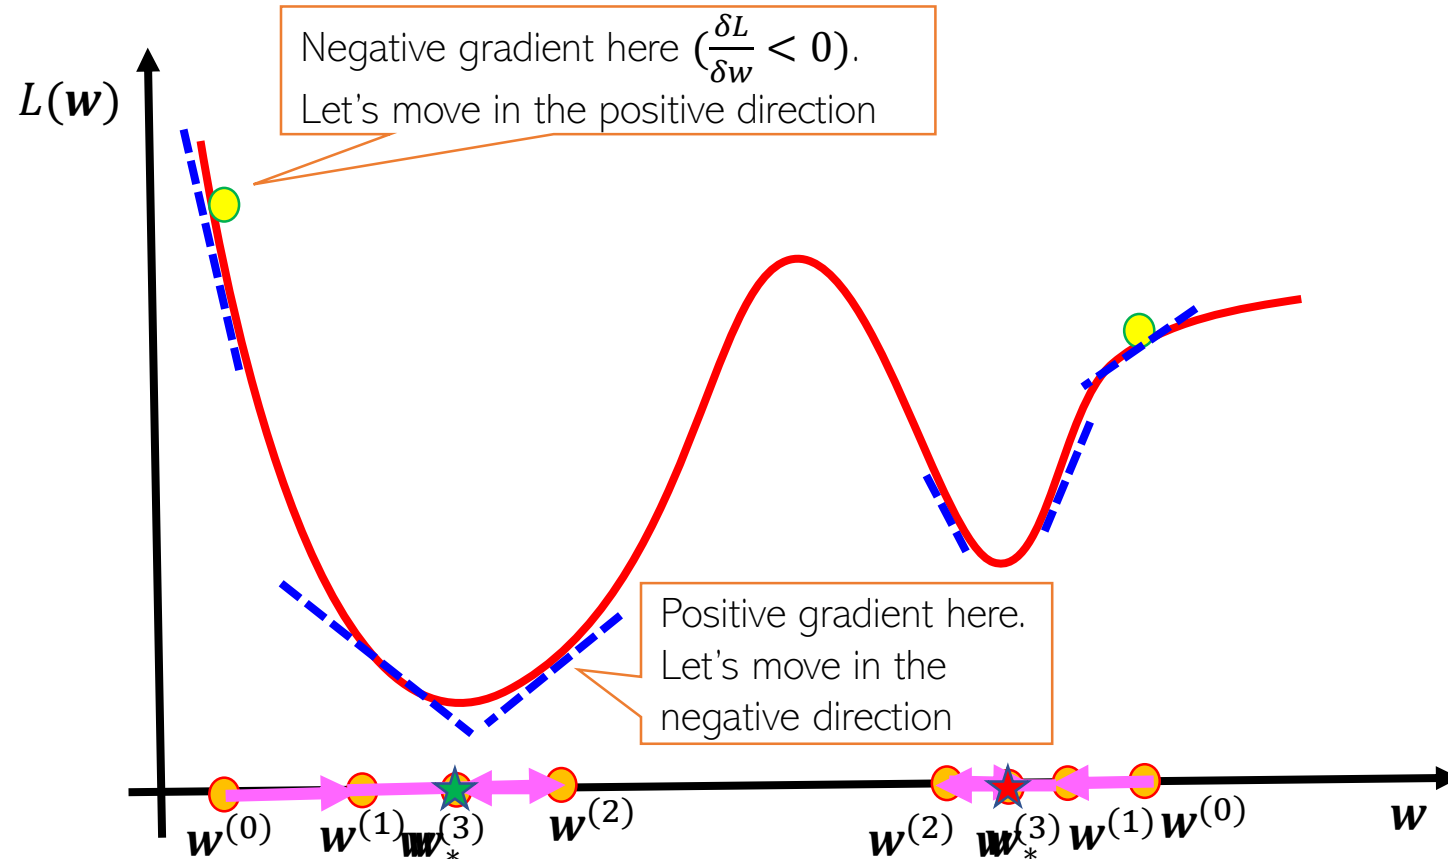 Negative gradient here (δL/δw < 0).
Let's move in the positive direction
L(w)
Positive gradient here.
Let's move in the
negative direction
w⁽⁰⁾ w⁽¹⁾ w⁽³⁾ w⁽²⁾ w⁽²⁾ w⁽³⁾ w⁽¹⁾ w⁽⁰⁾ w
w* w*